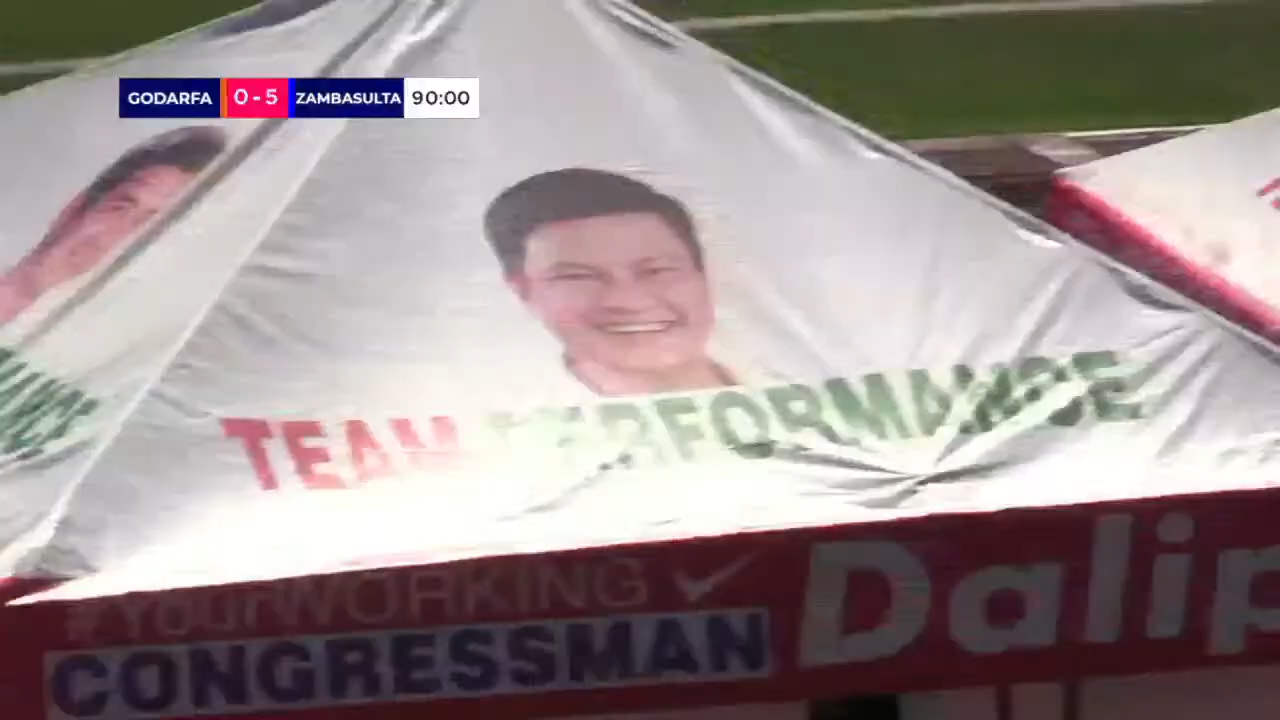 GODARFA 0 - 5 ZAMBASULTA 90:00
TEAM PERFORMANCE
#YourWORKING
CONGRESSMAN
Dalip